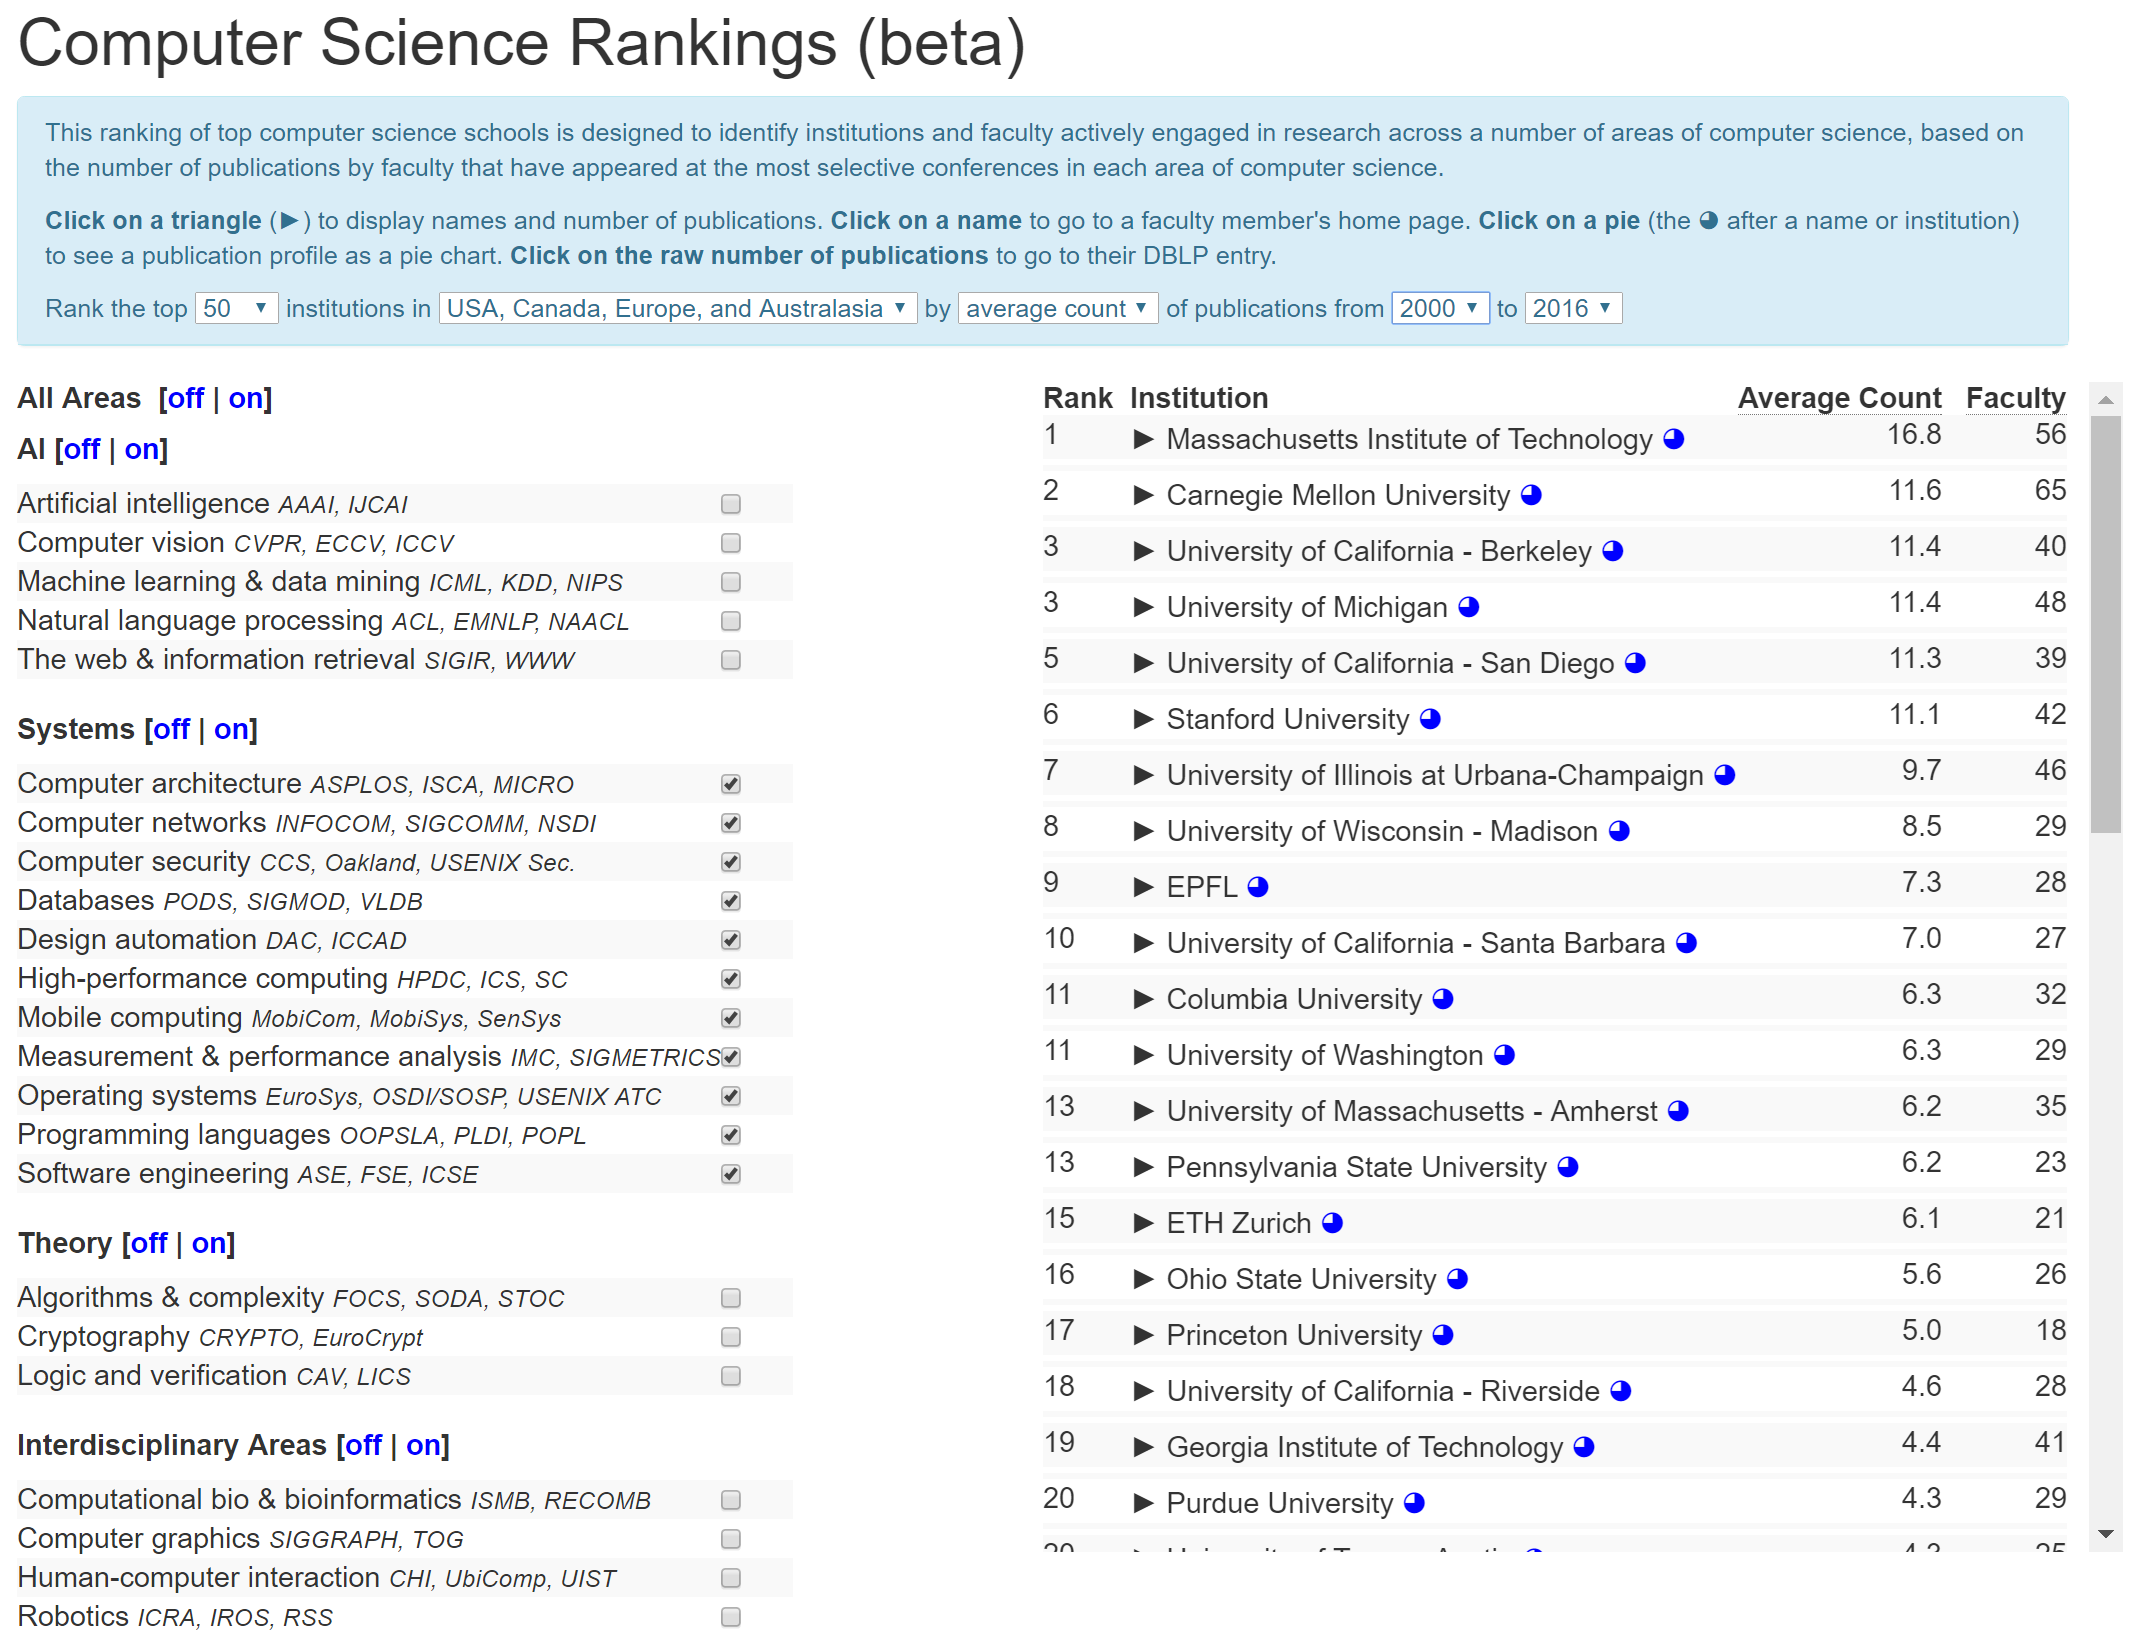 Computer Science Rankings (beta)
This ranking of top computer science schools is designed to identify institutions and faculty actively engaged in research across a number of areas of computer science, based on
the number of publications by faculty that have appeared at the most selective conferences in each area of computer science.
Click on a triangle (►) to display names and number of publications. Click on a name to go to a faculty member's home page. Click on a pie (the ◕ after a name or institution)
to see a publication profile as a pie chart. Click on the raw number of publications to go to their DBLP entry.
Rank the top 50 institutions in USA, Canada, Europe, and Australasia by average count of publications from 2000 to 2016
All Areas [off | on]
AI [off | on]
Artificial intelligence AAAI, IJCAI
Computer vision CVPR, ECCV, ICCV
Machine learning & data mining ICML, KDD, NIPS
Natural language processing ACL, EMNLP, NAACL
The web & information retrieval SIGIR, WWW
Systems [off | on]
Computer architecture ASPLOS, ISCA, MICRO
Computer networks INFOCOM, SIGCOMM, NSDI
Computer security CCS, Oakland, USENIX Sec.
Databases PODS, SIGMOD, VLDB
Design automation DAC, ICCAD
High-performance computing HPDC, ICS, SC
Mobile computing MobiCom, MobiSys, SenSys
Measurement & performance analysis IMC, SIGMETRICS
Operating systems EuroSys, OSDI/SOSP, USENIX ATC
Programming languages OOPSLA, PLDI, POPL
Software engineering ASE, FSE, ICSE
Theory [off | on]
Algorithms & complexity FOCS, SODA, STOC
Cryptography CRYPTO, EuroCrypt
Logic and verification CAV, LICS
Interdisciplinary Areas [off | on]
Computational bio & bioinformatics ISMB, RECOMB
Computer graphics SIGGRAPH, TOG
Human-computer interaction CHI, UbiComp, UIST
Robotics ICRA, IROS, RSS
Rank Institution Average Count Faculty
1 ► Massachusetts Institute of Technology ◕ 16.8 56
2 ► Carnegie Mellon University ◕ 11.6 65
3 ► University of California - Berkeley ◕ 11.4 40
3 ► University of Michigan ◕ 11.4 48
5 ► University of California - San Diego ◕ 11.3 39
6 ► Stanford University ◕ 11.1 42
7 ► University of Illinois at Urbana-Champaign ◕ 9.7 46
8 ► University of Wisconsin - Madison ◕ 8.5 29
9 ► EPFL ◕ 7.3 28
10 ► University of California - Santa Barbara ◕ 7.0 27
11 ► Columbia University ◕ 6.3 32
11 ► University of Washington ◕ 6.3 29
13 ► University of Massachusetts - Amherst ◕ 6.2 35
13 ► Pennsylvania State University ◕ 6.2 23
15 ► ETH Zurich ◕ 6.1 21
16 ► Ohio State University ◕ 5.6 26
17 ► Princeton University ◕ 5.0 18
18 ► University of California - Riverside ◕ 4.6 28
19 ► Georgia Institute of Technology ◕ 4.4 41
20 ► Purdue University ◕ 4.3 29